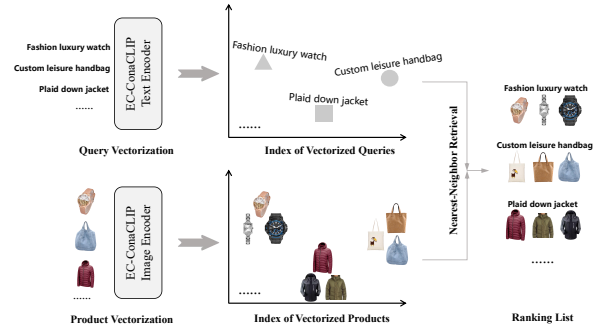 Fashion luxury watch
Custom leisure handbag
Plaid down jacket
......
EC-ConaCLIP
Text Encoder
Query Vectorization
Fashion luxury watch
Custom leisure handbag
Plaid down jacket
......
Index of Vectorized Queries
......
EC-ConaCLIP
Image Encoder
Product Vectorization
......
Index of Vectorized Products
Nearest-Neighbor Retrieval
Fashion luxury watch
Custom leisure handbag
Plaid down jacket
......
Ranking List